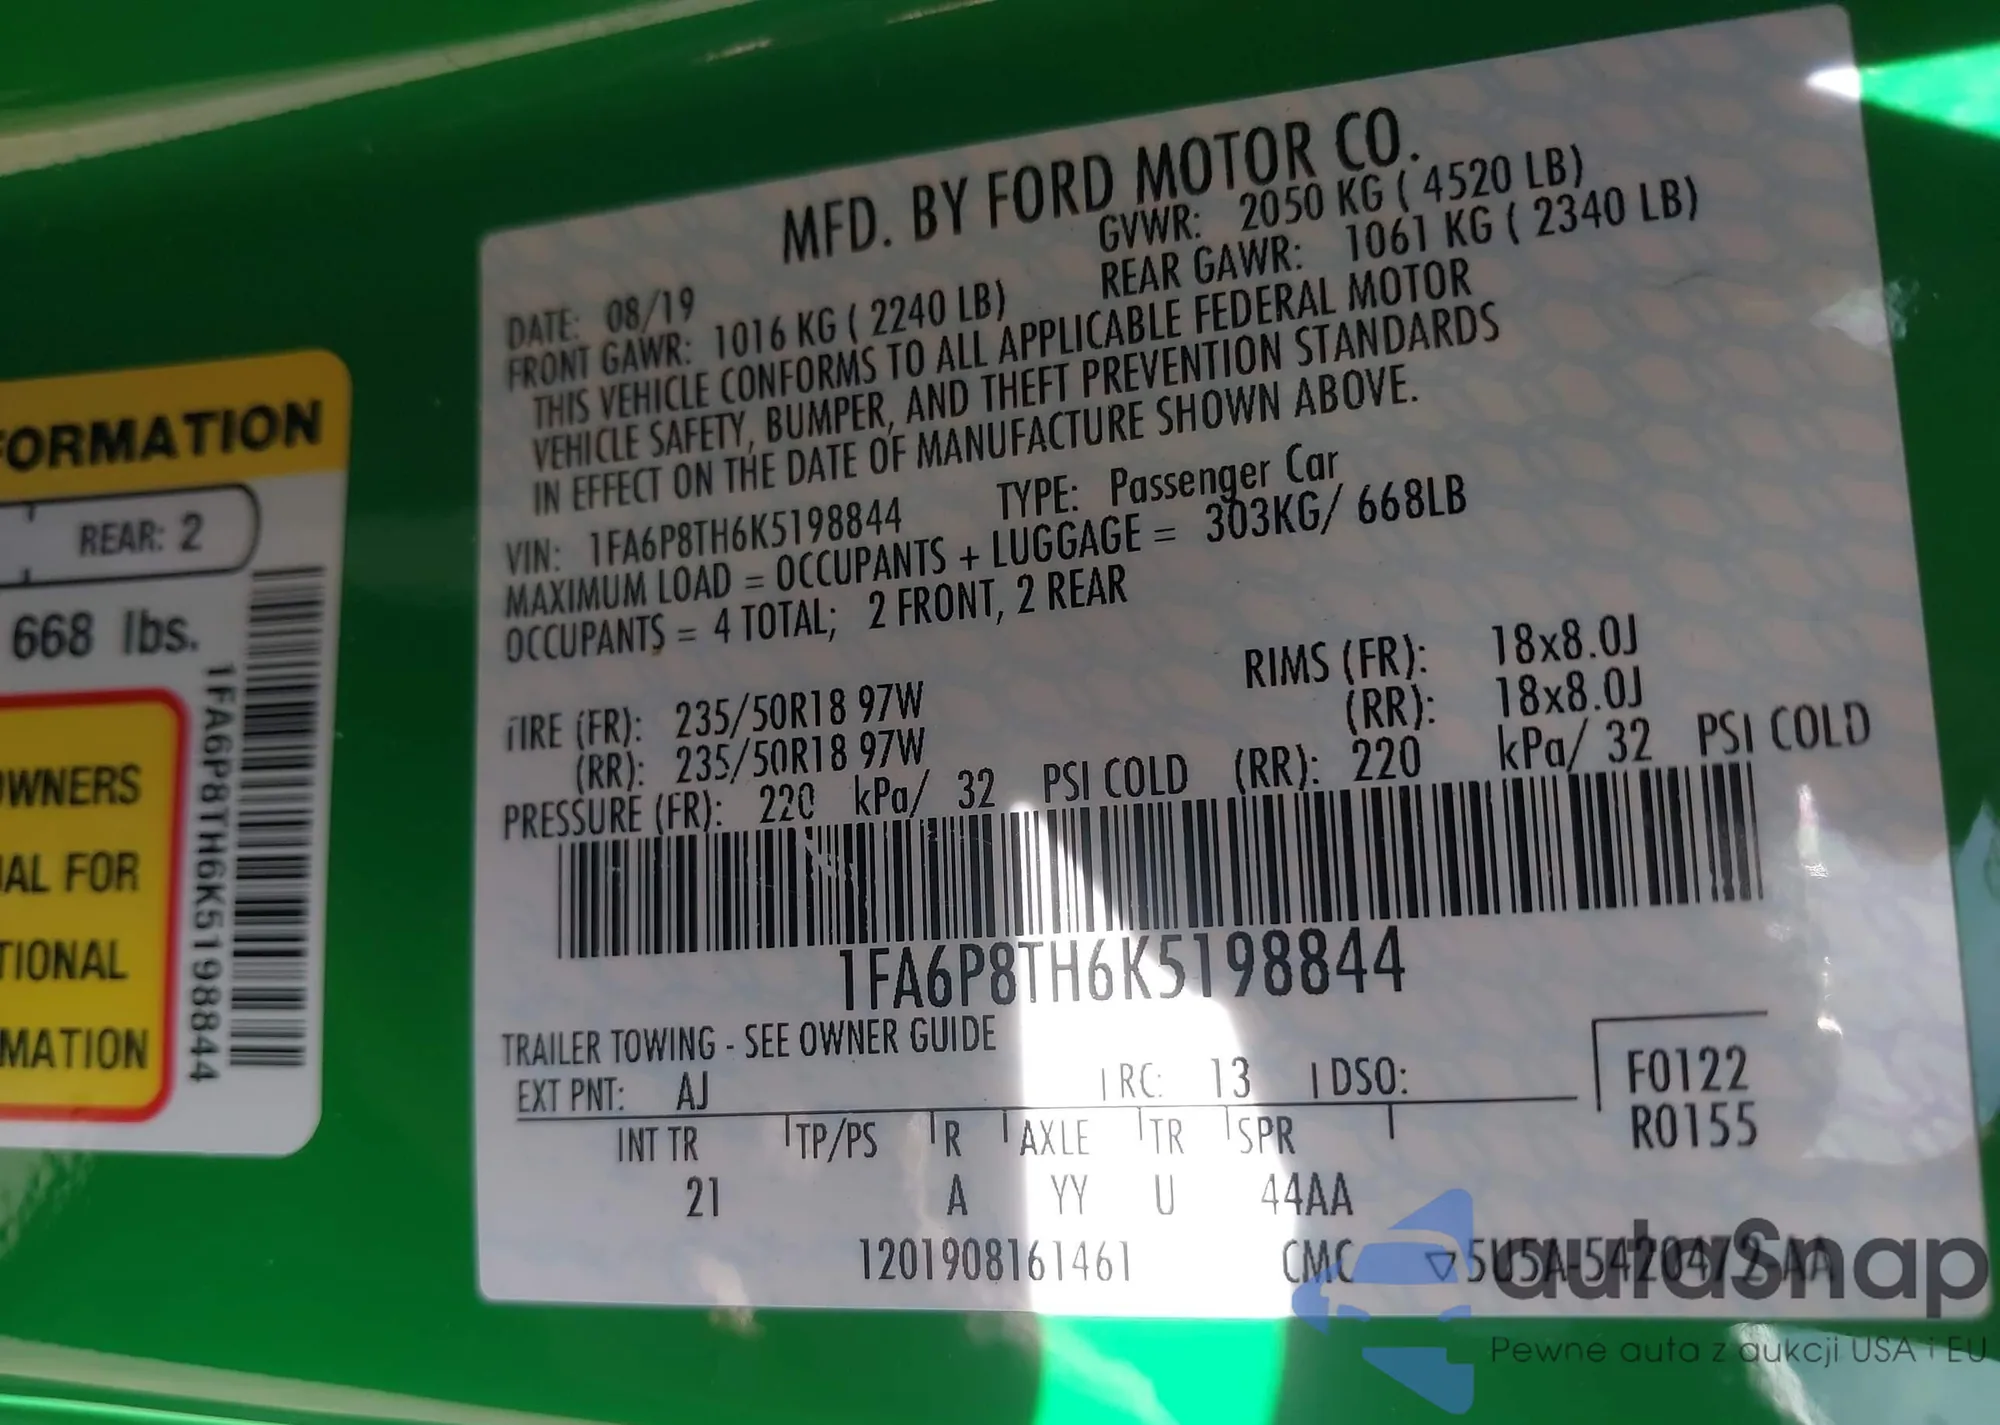 FORMATION
REAR: 2
668 lbs.
OWNERS
AL FOR
TIONAL
MATION
1FA6P8TH6K5198844
MFD. BY FORD MOTOR CO.
DATE: 08/19 GVWR: 2050 KG ( 4520 LB)
FRONT GAWR: 1016 KG ( 2240 LB) REAR GAWR: 1061 KG ( 2340 LB)
THIS VEHICLE CONFORMS TO ALL APPLICABLE FEDERAL MOTOR
VEHICLE SAFETY, BUMPER, AND THEFT PREVENTION STANDARDS
IN EFFECT ON THE DATE OF MANUFACTURE SHOWN ABOVE.
VIN: 1FA6P8TH6K5198844 TYPE: Passenger Car
MAXIMUM LOAD = OCCUPANTS + LUGGAGE = 303KG/ 668LB
OCCUPANTS = 4 TOTAL; 2 FRONT, 2 REAR
TIRE (FR): 235/50R18 97W RIMS (FR): 18x8.0J
(RR): 235/50R18 97W (RR): 18x8.0J
PRESSURE (FR): 220 kPa/ 32 PSI COLD (RR): 220 kPa/ 32 PSI COLD
1FA6P8TH6K5198844
TRAILER TOWING - SEE OWNER GUIDE
EXT PNT: AJ RC: 13 DSO: F0122
R0155
INT TR TP/PS R AXLE TR SPR
21 A YY U 44AA
1201908161461 CMC ▽5U5A-5420472-AA
autaSnap
Pewne auta z aukcji USA i EU